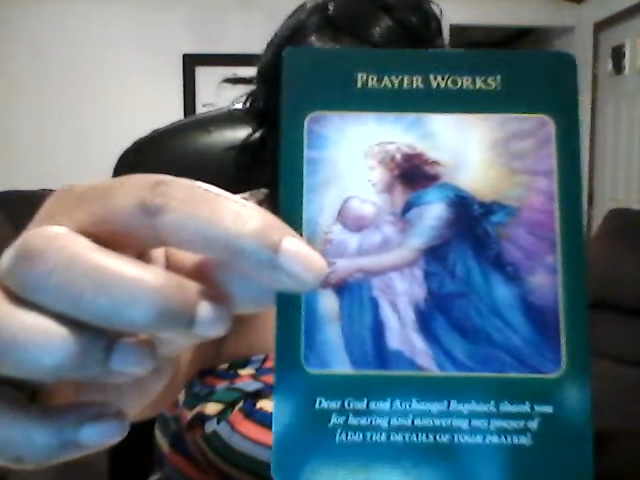 PRAYER WORKS!
Dear God and Archangel Raphael, thank you
for hearing and answering my prayer of
[ADD THE DETAILS OF YOUR PRAYER].